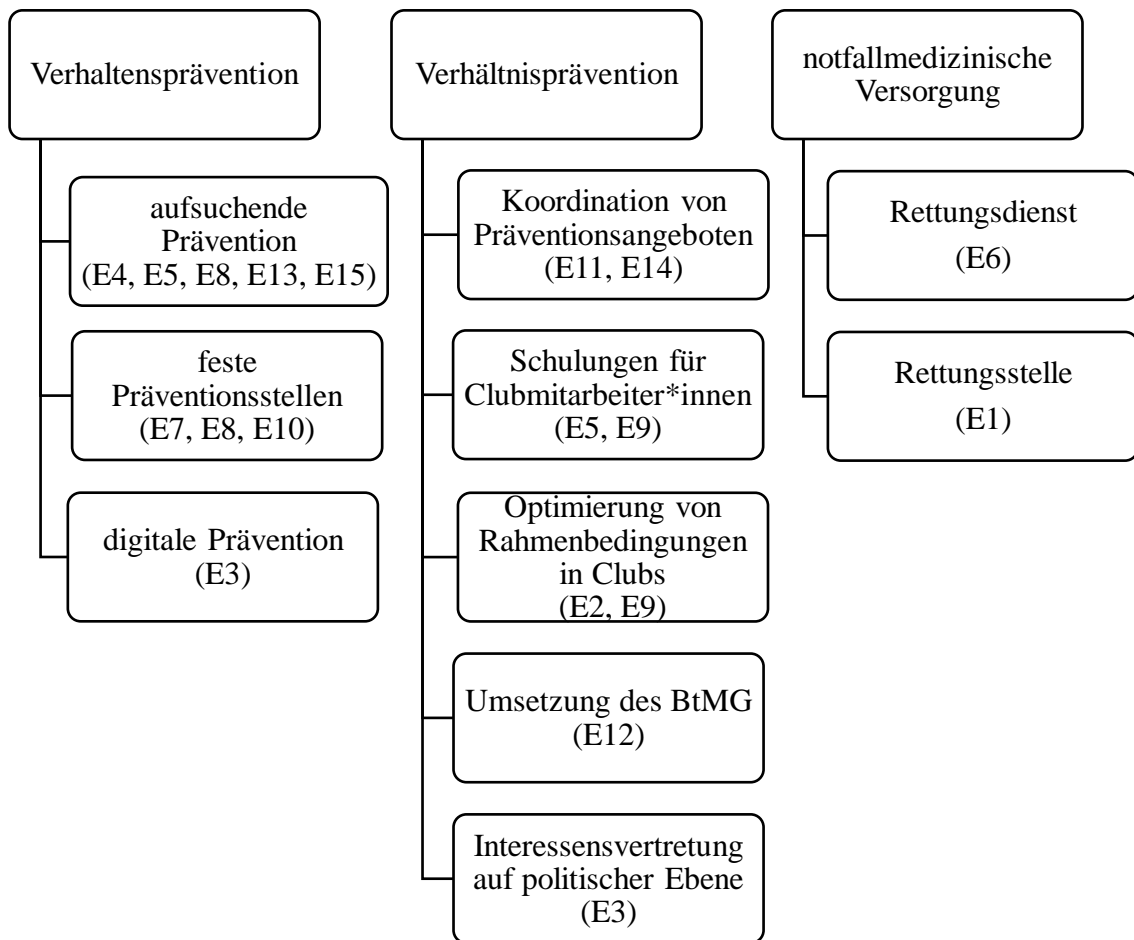 Verhaltensprävention
aufsuchende
Prävention
(E4, E5, E8, E13, E15)
feste
Präventionsstellen
(E7, E8, E10)
digitale Prävention
(E3)
Verhältnisprävention
Koordination von
Präventionsangeboten
(E11, E14)
Schulungen für
Clubmitarbeiter*innen
(E5, E9)
Optimierung von
Rahmenbedingungen
in Clubs
(E2, E9)
Umsetzung des BtMG
(E12)
Interessensvertretung
auf politischer Ebene
(E3)
notfallmedizinische
Versorgung
Rettungsdienst
(E6)
Rettungsstelle
(E1)